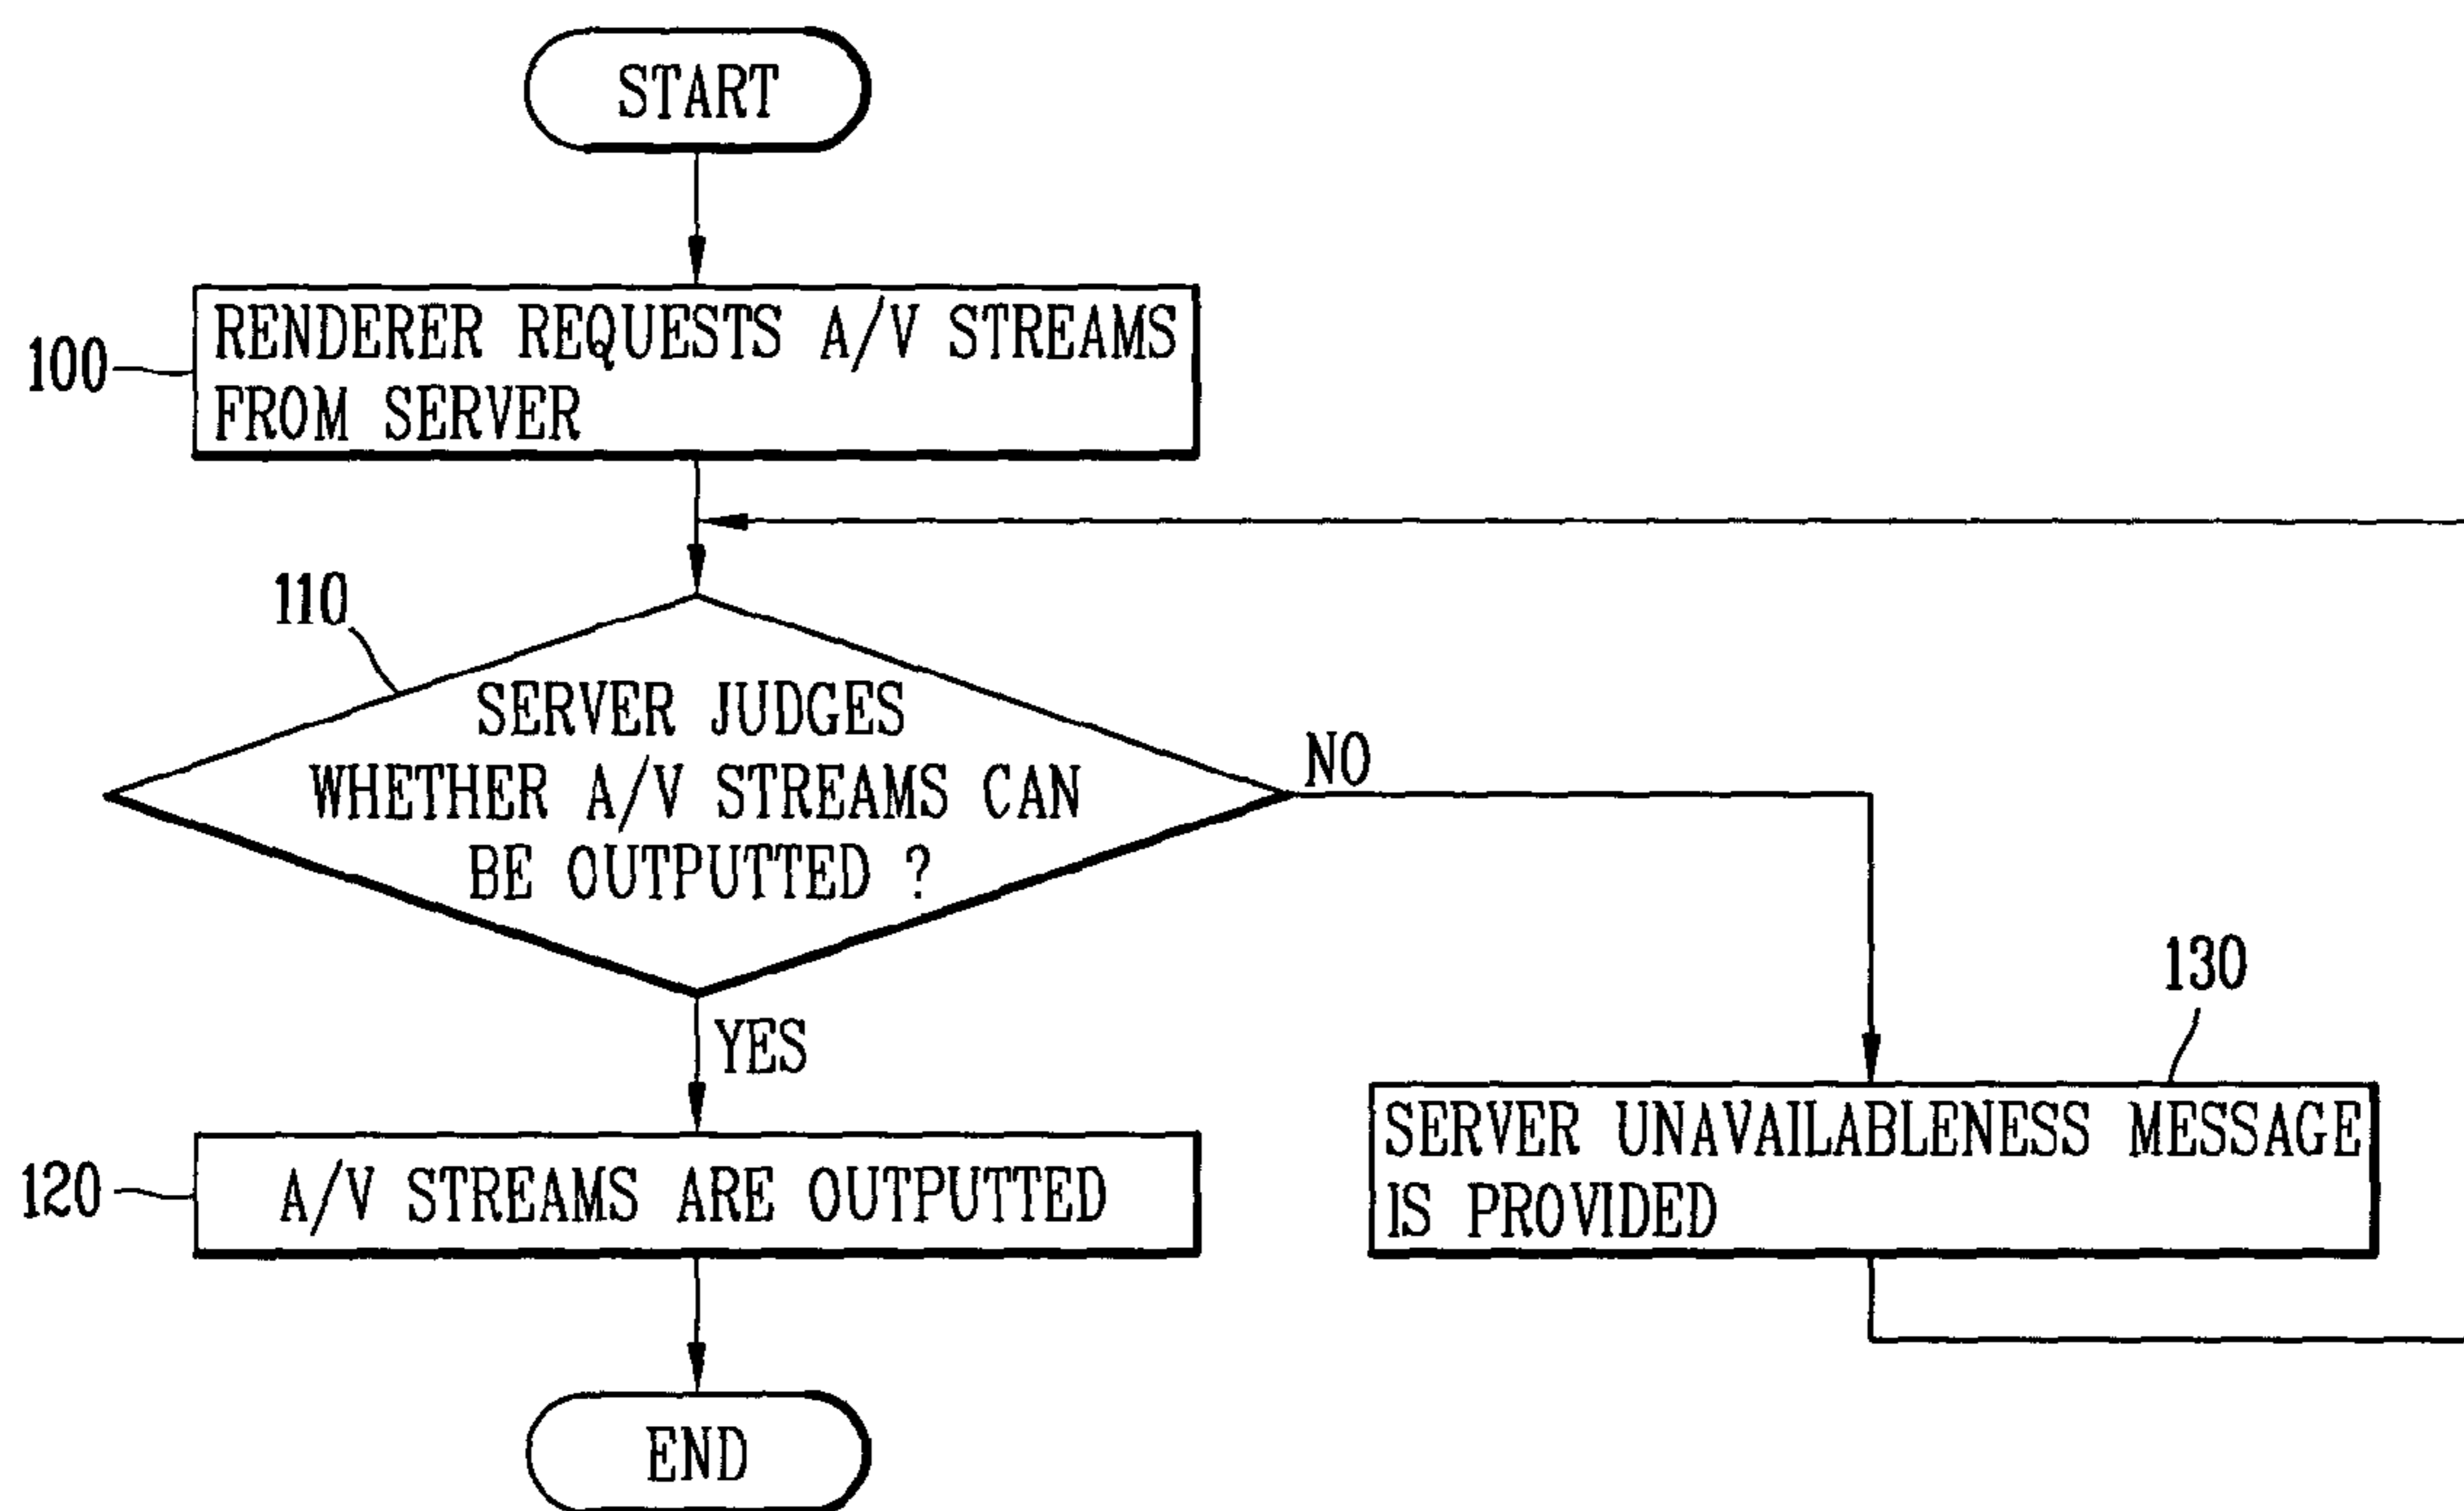 START
100
RENDERER REQUESTS A/V STREAMS
FROM SERVER
110
SERVER JUDGES
WHETHER A/V STREAMS CAN
BE OUTPUTTED ?
NO
YES
130
SERVER UNAVAILABLENESS MESSAGE
IS PROVIDED
120
A/V STREAMS ARE OUTPUTTED
END